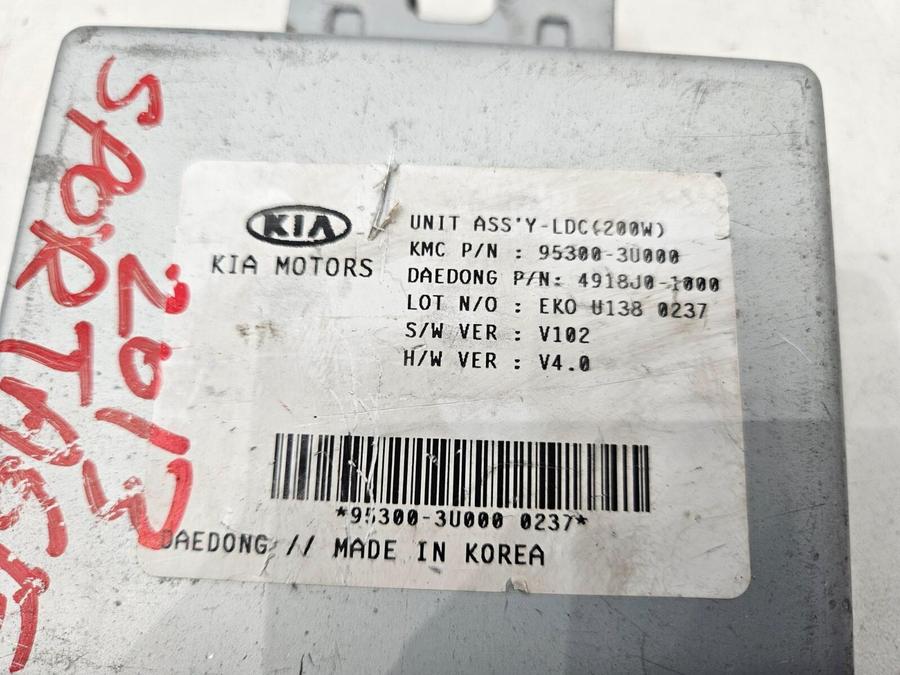 SPORTAGE
2013
KIA
KIA MOTORS
UNIT ASS'Y-LDC(200W)
KMC P/N : 95300-3U000
DAEDONG P/N: 4918J0-1000
LOT N/O : EKO U138 0237
S/W VER : V102
H/W VER : V4.0
*95300-3U000 0237*
DAEDONG // MADE IN KOREA